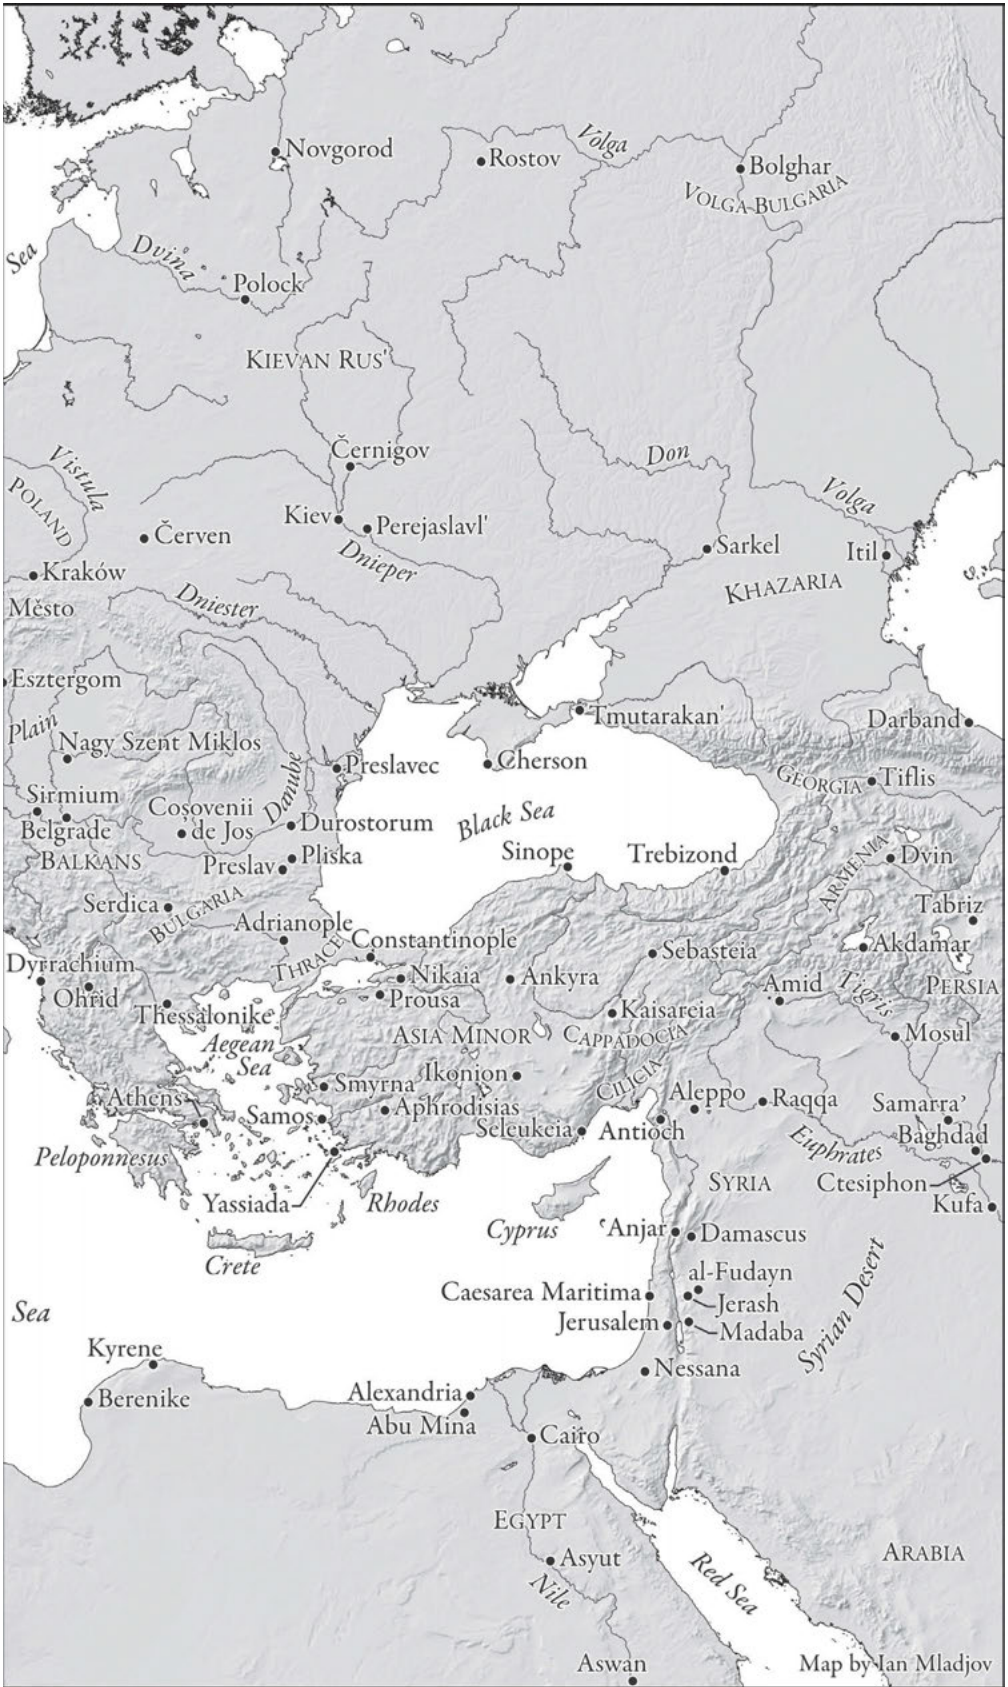 Novgorod
Rostov
Volga
Bolghar
VOLGA BULGARIA
Sea
Dvina
Polock
KIEVAN RUS'
Černigov
Don
Vistula
POLAND
Volga
Kiev
Perejaslavl'
Červen
Sarkel
Itil
Dnieper
Kraków
KHAZARIA
Město
Dniester
Esztergom
Plain
Tmutarakan'
Darband
Nagy Szent Miklos
Preslavec
Cherson
GEORGIA
Tiflis
Danube
Sirmium
Coşovenii
de Jos
Belgrade
Durostorum
Black Sea
BALKANS
Preslav
Pliska
Sinope
Trebizond
ARMENIA
Dvin
Serdica
BULGARIA
Tabriz
Adrianople
THRACE
Constantinople
Sebasteia
Akdamar
Dyrrachium
Nikaia
Ankyra
Amid
Tigris
PERSIA
Ohrid
Prousa
Thessalonike
Kaisareia
ASIA MINOR
CAPPADOCIA
Mosul
Aegean
Sea
Ikonion
Smyrna
CILICIA
Aleppo
Raqqa
Samarra’
Athens
Samos
Aphrodisias
Seleukeia
Antioch
Baghdad
Peloponnesus
Euphrates
Yassiada
Rhodes
SYRIA
Ctesiphon
Cyprus
Kufa
ʿAnjar
Damascus
Crete
al-Fudayn
Caesarea Maritima
Jerash
Syrian Desert
Sea
Jerusalem
Madaba
Kyrene
Nessana
Berenike
Alexandria
Abu Mina
Cairo
EGYPT
ARABIA
Asyut
Nile
Red Sea
Aswan
Map by Ian Mladjov